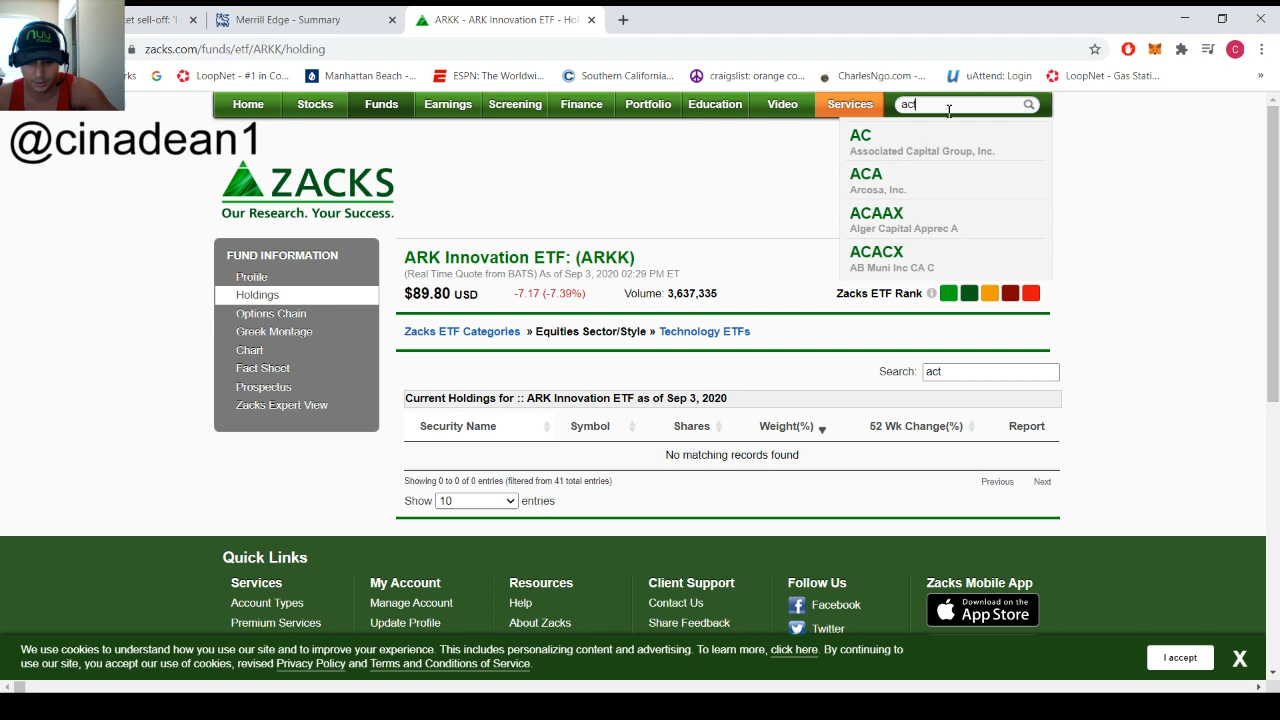 et sell-off: 'I
Merrill Edge - Summary
ARKK - ARK Innovation ETF - Hol
zacks.com/funds/etf/ARKK/holding
rks
LoopNet - #1 in Co...
Manhattan Beach -...
ESPN: The Worldwi...
Southern California...
craigslist: orange co...
CharlesNgo.com -...
uAttend: Login
LoopNet - Gas Stati...
»
C
nuu
@cinadean1
Home
Stocks
Funds
Earnings
Screening
Finance
Portfolio
Education
Video
Services
act
AC
Associated Capital Group, Inc.
ACA
Arcosa, Inc.
ACAAX
Alger Capital Apprec A
ACACX
AB Muni Inc CA C
ZACKS
Our Research. Your Success.
FUND INFORMATION
Profile
Holdings
Options Chain
Greek Montage
Chart
Fact Sheet
Prospectus
Zacks Expert View
ARK Innovation ETF: (ARKK)
(Real Time Quote from BATS) As of Sep 3, 2020 02:29 PM ET
$89.80 USD -7.17 (-7.39%) Volume: 3,637,335
Zacks ETF Rank
Zacks ETF Categories » Equities Sector/Style » Technology ETFs
Search: act
Current Holdings for :: ARK Innovation ETF as of Sep 3, 2020
Security Name Symbol Shares Weight(%) 52 Wk Change(%) Report
No matching records found
Showing 0 to 0 of 0 entries (filtered from 41 total entries)
Previous Next
Show 10 entries
Quick Links
Services
Account Types
Premium Services
My Account
Manage Account
Update Profile
Resources
Help
About Zacks
Client Support
Contact Us
Share Feedback
Follow Us
Facebook
Twitter
Zacks Mobile App
Download on the
App Store
We use cookies to understand how you use our site and to improve your experience. This includes personalizing content and advertising. To learn more, click here. By continuing to
use our site, you accept our use of cookies, revised Privacy Policy and Terms and Conditions of Service.
I accept
X